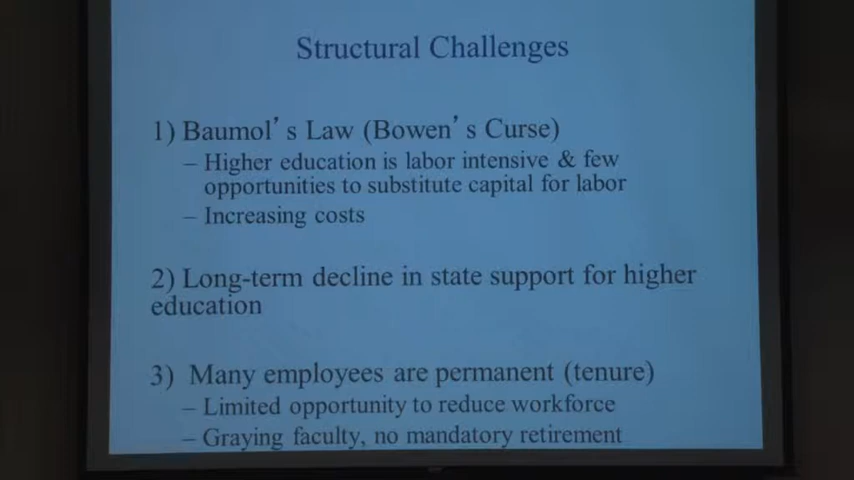 Structural Challenges
1) Baumol's Law (Bowen's Curse)
– Higher education is labor intensive & few
opportunities to substitute capital for labor
– Increasing costs
2) Long-term decline in state support for higher
education
3) Many employees are permanent (tenure)
– Limited opportunity to reduce workforce
– Graying faculty, no mandatory retirement